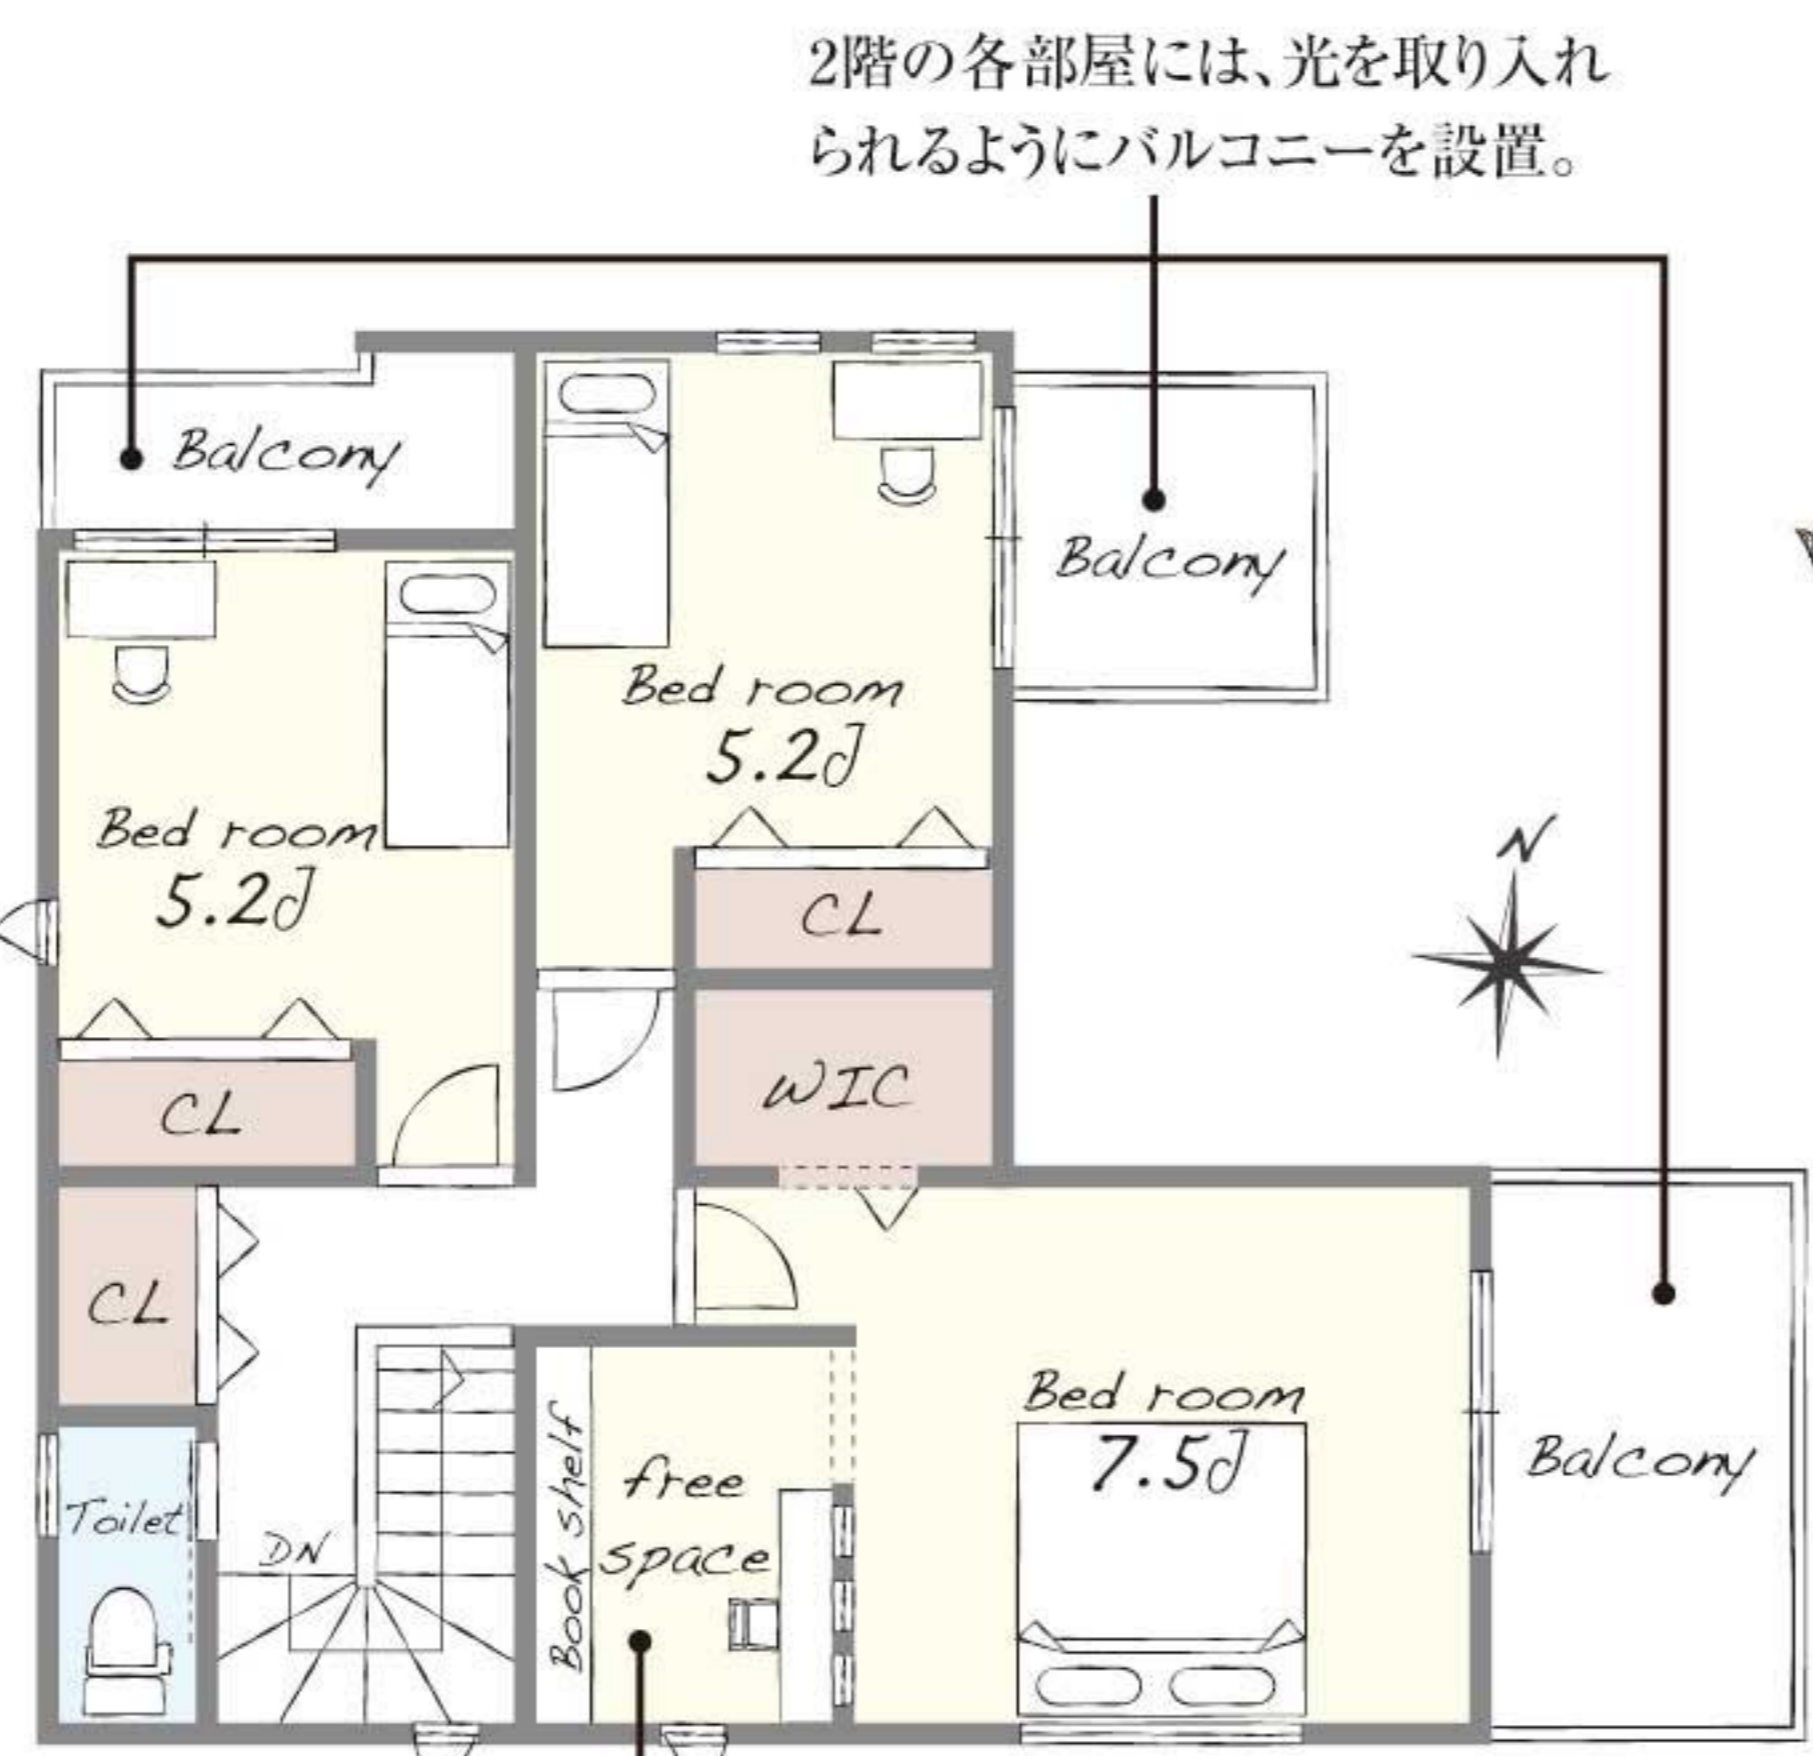 2階の各部屋には、光を取り入れ
られるようにバルコニーを設置。
Balcony
Balcony
Bed room
5.2J
Bed room
5.2J
N
CL
WIC
CL
CL
Bed room
7.5J
Balcony
Toilet
DN
Book shelf
free
space